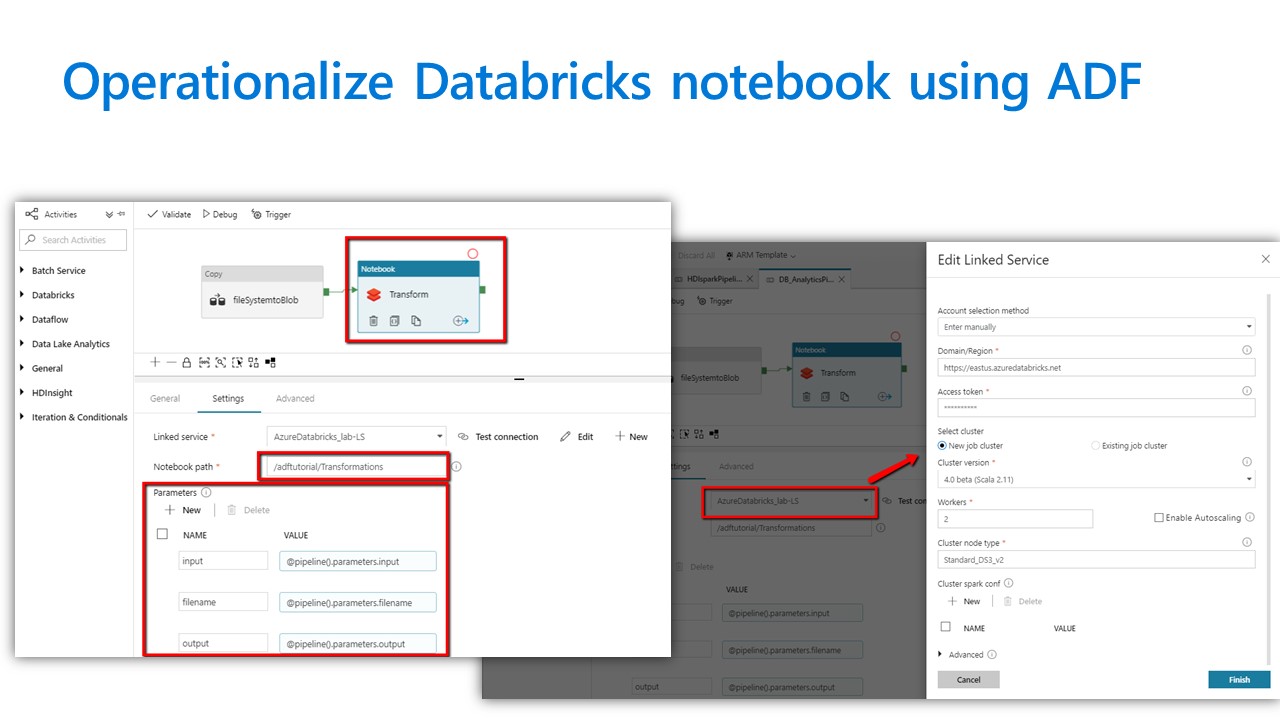 Operationalize Databricks notebook using ADF
Activities
Search Activities
Batch Service
Databricks
Dataflow
Data Lake Analytics
General
HDInsight
Iteration & Conditionals
Validate Debug Trigger
Copy
fileSystemtoBlob
Notebook
Transform
General Settings Advanced
Linked service * AzureDatabricks_lab-LS Test connection Edit New
Notebook path * /adftutorial/Transformations
Parameters
New Delete
NAME VALUE
input @pipeline().parameters.input
filename @pipeline().parameters.filename
output @pipeline().parameters.output
Discard All ARM Template
HDIsparkPipeli... DB_AnalyticsPi...
bug Trigger
fileSystemtoBlob
Notebook
Transform
ttings Advanced
AzureDatabricks_lab-LS Test con
/adftutorial/Transformations
Delete
VALUE
@pipeline().parameters.input
@pipeline().parameters.filename
output @pipeline().parameters.output
Edit Linked Service
Account selection method
Enter manually
Domain/Region *
https://eastus.azuredatabricks.net
Access token *
**********
Select cluster
New job cluster Existing job cluster
Cluster version *
4.0 beta (Scala 2.11)
Workers *
2 Enable Autoscaling
Cluster node type *
Standard_DS3_v2
Cluster spark conf
New Delete
NAME VALUE
Advanced
Cancel Finish